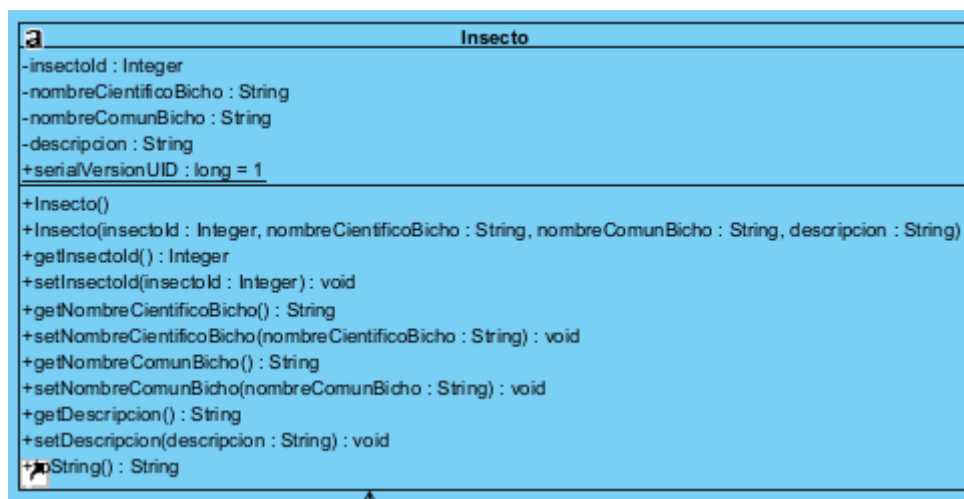 a
Insecto
-insectoId : Integer
-nombreCientificoBicho : String
-nombreComunBicho : String
-descripcion : String
+serialVersionUID : long = 1
+Insecto()
+Insecto(insectoId : Integer, nombreCientificoBicho : String, nombreComunBicho : String, descripcion : String)
+getInsectoId() : Integer
+setInsectoId(insectoId : Integer) : void
+getNombreCientificoBicho() : String
+setNombreCientificoBicho(nombreCientificoBicho : String) : void
+getNombreComunBicho() : String
+setNombreComunBicho(nombreComunBicho : String) : void
+getDescripcion() : String
+setDescripcion(descripcion : String) : void
+toString() : String